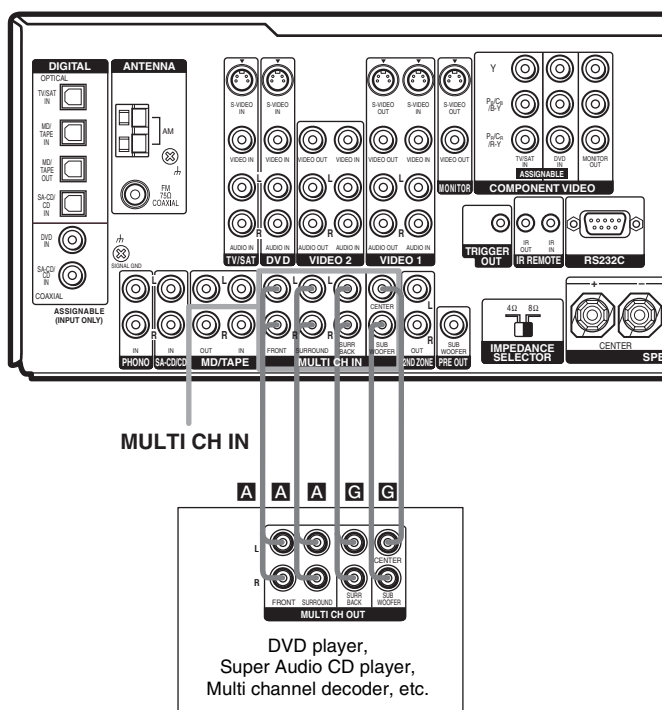 DIGITAL
OPTICAL
TV/SAT
IN
MD/
TAPE
IN
MD/
TAPE
OUT
SA-CD/
CD
IN
DVD
IN
SA-CD/
CD
IN
COAXIAL
ASSIGNABLE
(INPUT ONLY)
ANTENNA
AM
FM
75Ω
COAXIAL
SIGNAL GND
S-VIDEO
IN
S-VIDEO
IN
S-VIDEO
OUT
S-VIDEO
IN
S-VIDEO
OUT
VIDEO IN
VIDEO IN
VIDEO OUT
VIDEO IN
VIDEO OUT
VIDEO IN
VIDEO OUT
L
L
L
R
R
R
AUDIO IN
AUDIO IN
AUDIO OUT
AUDIO IN
AUDIO OUT
AUDIO IN
TV/SAT
DVD
VIDEO 2
VIDEO 1
MONITOR
Y
PB/CB
/B-Y
PR/CR
/R-Y
TV/SAT
IN
DVD
IN
MONITOR
OUT
ASSIGNABLE
COMPONENT VIDEO
TRIGGER
OUT
IR
OUT
IR
IN
IR REMOTE
RS232C
L
L
L
L
CENTER
L
R
R
R
R
R
IN
IN
OUT
IN
FRONT
SURROUND
SURR
BACK
SUB
WOOFER
OUT
SUB
WOOFER
PHONO
SA-CD/CD
MD/TAPE
MULTI CH IN
2ND ZONE
PRE OUT
4Ω
8Ω
IMPEDANCE
SELECTOR
+
−
CENTER
SPE
MULTI CH IN
A
A
A
G
G
L
R
CENTER
FRONT
SURROUND
SURR
BACK
SUB
WOOFER
MULTI CH OUT
DVD player,
Super Audio CD player,
Multi channel decoder, etc.